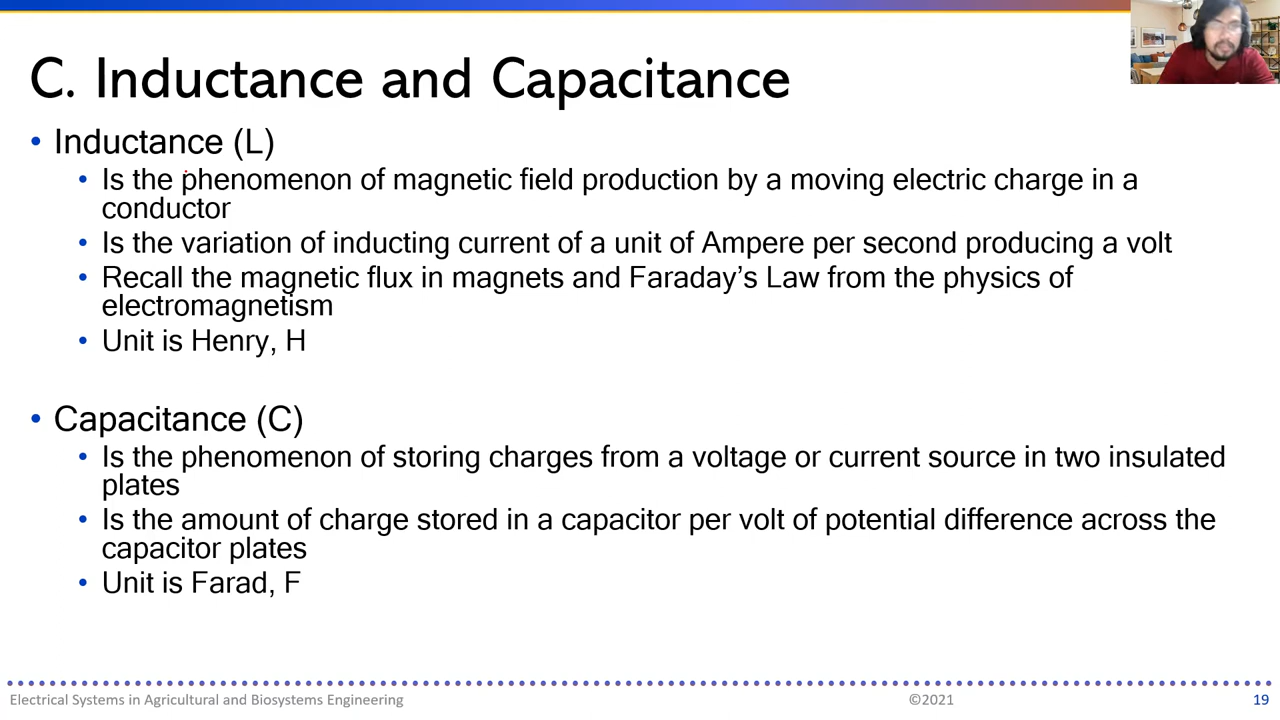 C. Inductance and Capacitance
• Inductance (L)
• Is the phenomenon of magnetic field production by a moving electric charge in a
conductor
• Is the variation of inducting current of a unit of Ampere per second producing a volt
• Recall the magnetic flux in magnets and Faraday’s Law from the physics of
electromagnetism
• Unit is Henry, H
• Capacitance (C)
• Is the phenomenon of storing charges from a voltage or current source in two insulated
plates
• Is the amount of charge stored in a capacitor per volt of potential difference across the
capacitor plates
• Unit is Farad, F
Electrical Systems in Agricultural and Biosystems Engineering ©2021 19